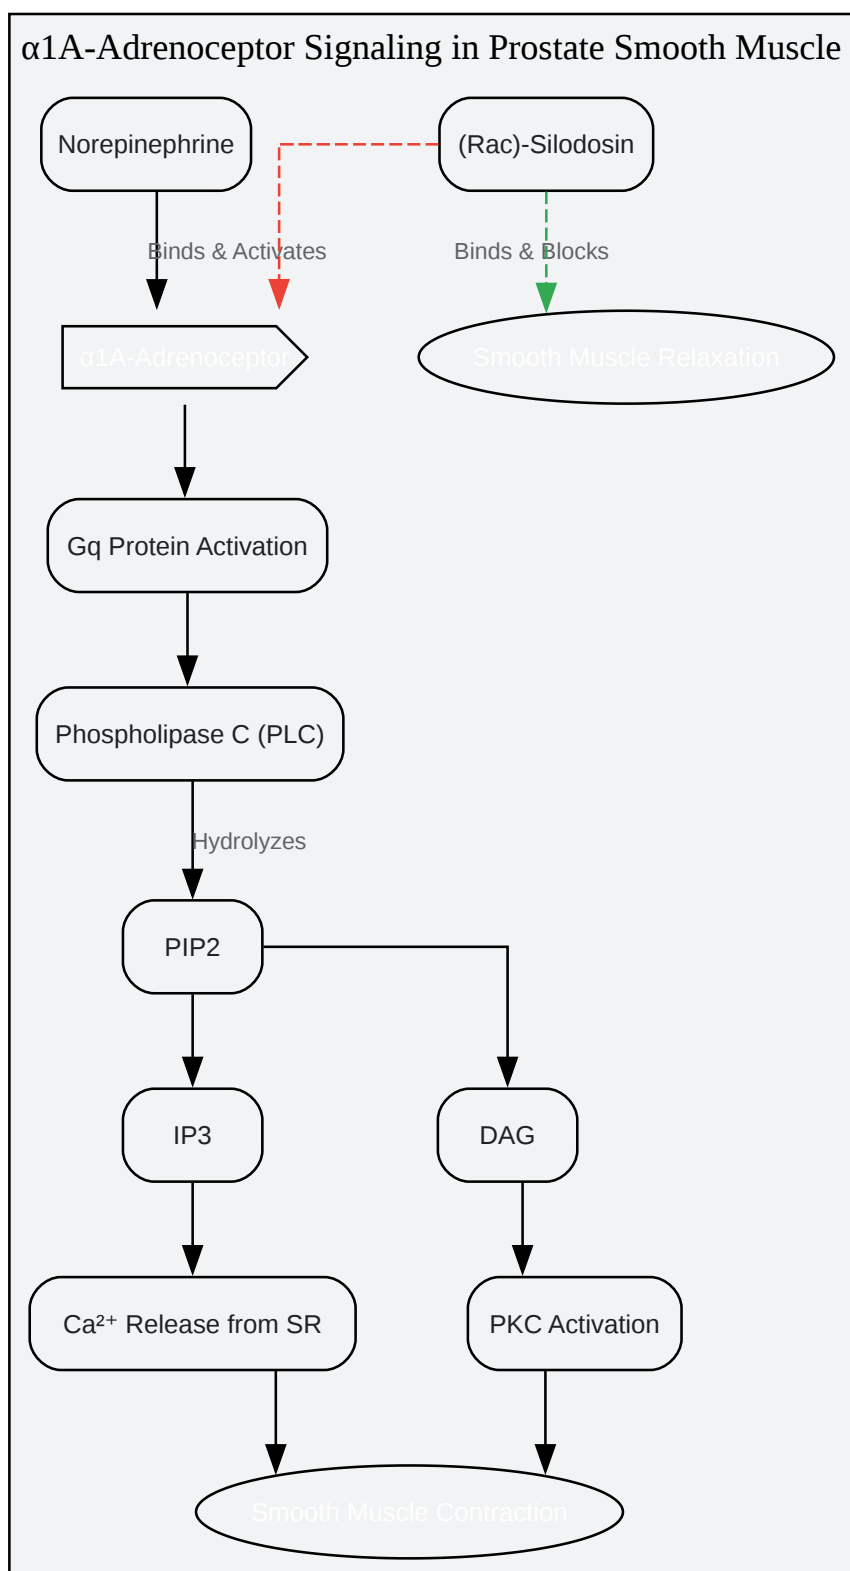 α1A-Adrenoceptor Signaling in Prostate Smooth Muscle
Norepinephrine
(Rac)-Silodosin
Binds & Activates
Binds & Blocks
α1A-Adrenoceptor
Smooth Muscle Relaxation
Gq Protein Activation
Phospholipase C (PLC)
Hydrolyzes
PIP2
IP3
DAG
Ca²⁺ Release from SR
PKC Activation
Smooth Muscle Contraction